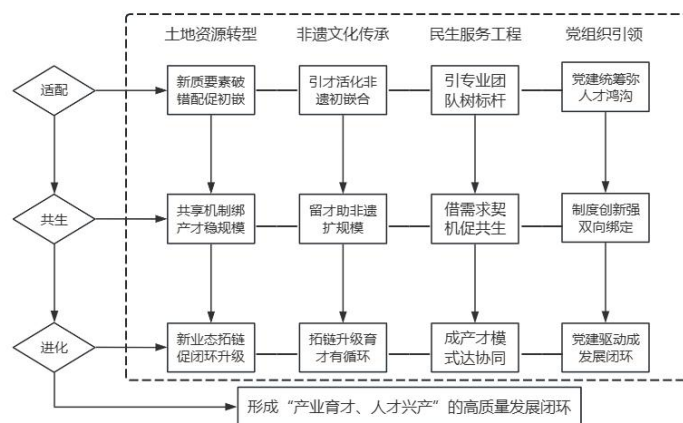 土地资源转型 非遗文化传承 民生服务工程 党组织引领
适配
新质要素破
错配促初嵌
引才活化非
遗初嵌合
引专业团
队树标杆
党建统筹弥
人才鸿沟
共生
共享机制绑
产才稳规模
留才助非遗
扩规模
借需求契
机促共生
制度创新强
双向绑定
进化
新业态拓链
促闭环升级
拓链升级育
才有循环
成产才模
式达协同
党建驱动成
发展闭环
形成“产业育才、人才兴产”的高质量发展闭环